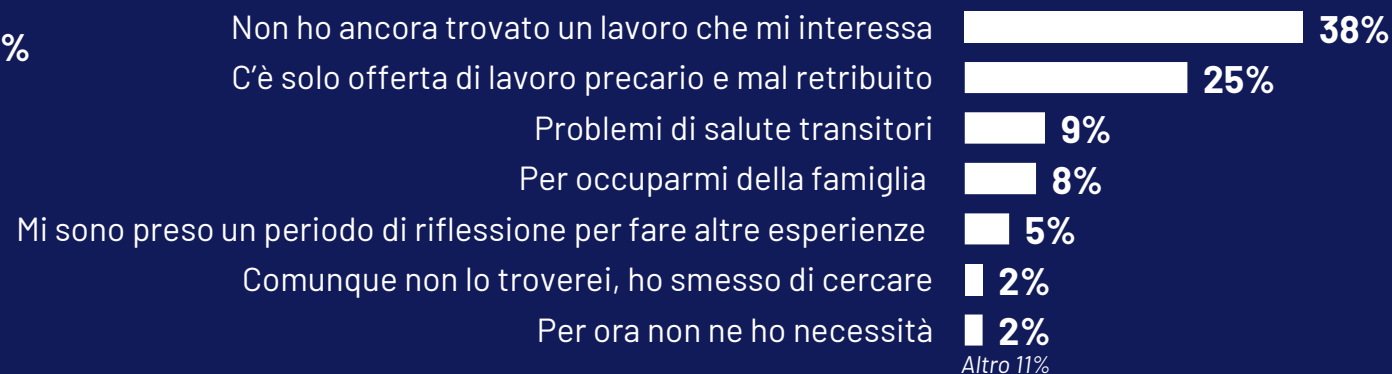 %
Non ho ancora trovato un lavoro che mi interessa 38%
C'è solo offerta di lavoro precario e mal retribuito 25%
Problemi di salute transitori 9%
Per occuparmi della famiglia 8%
Mi sono preso un periodo di riflessione per fare altre esperienze 5%
Comunque non lo troverei, ho smesso di cercare 2%
Per ora non ne ho necessità 2%
Altro 11%